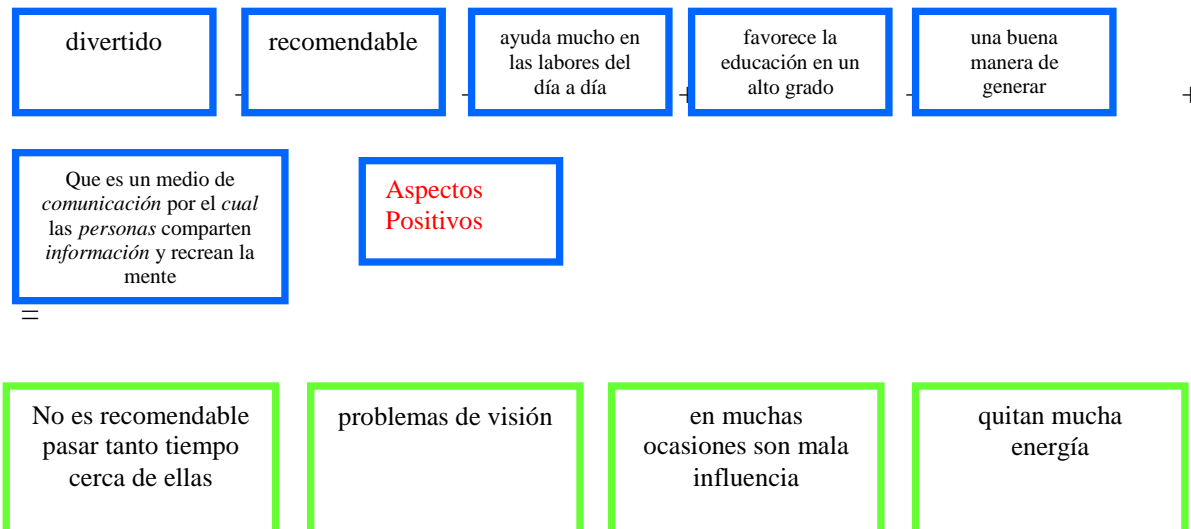 divertido
recomendable
ayuda mucho en
las labores del
día a día
favorece la
educación en un
alto grado
una buena
manera de
generar
+ + + + +
Que es un medio de
comunicación por el cual
las personas comparten
información y recrean la
mente
Aspectos
Positivos
=
No es recomendable
pasar tanto tiempo
cerca de ellas
problemas de visión
en muchas
ocasiones son mala
influencia
quitan mucha
energía